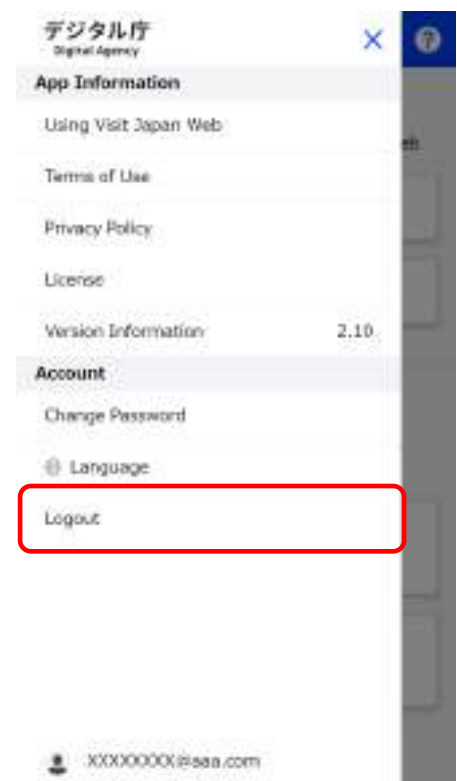 デジタル庁
Digital Agency
App Information
Using Visit Japan Web
Terms of Use
Privacy Policy
License
Version Information 2.10
Account
Change Password
Language
Logout
XXXXXXXX@aaa.com